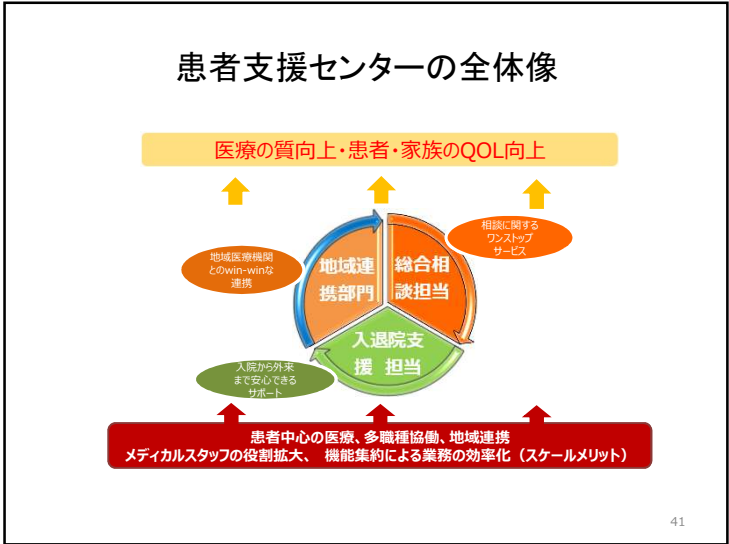 患者支援センターの全体像
医療の質向上・患者・家族のQOL向上
相談に関する
ワンストップ
サービス
地域医療機関
とのwin-winな
連携
地域連
携部門
総合相
談担当
入退院支
援 担当
入院から外来
まで安心できる
サポート
患者中心の医療、多職種協働、地域連携
メディカルスタッフの役割拡大、 機能集約による業務の効率化（スケールメリット）
41